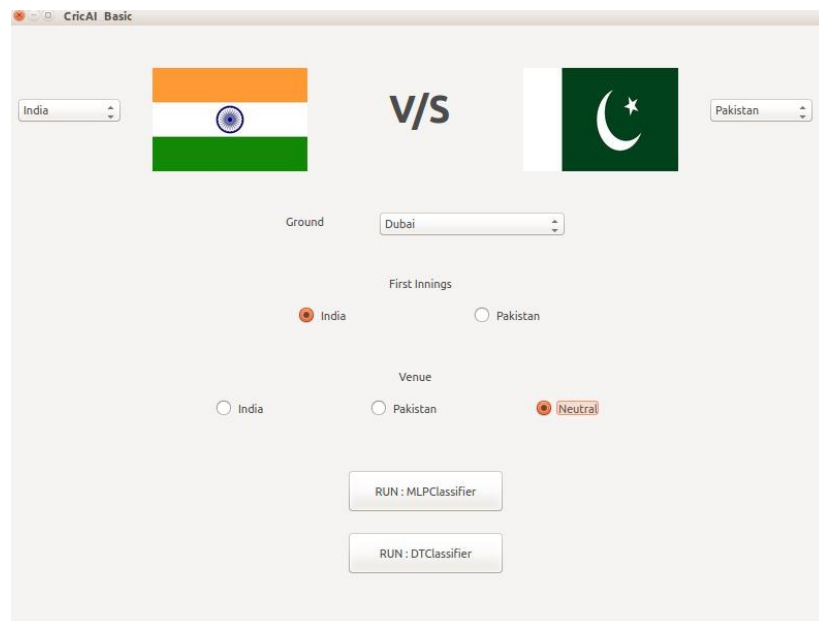 CricAI Basic
India
V/S
Pakistan
Ground
Dubai
First Innings
India
Pakistan
Venue
India
Pakistan
Neutral
RUN : MLPClassifier
RUN : DTClassifier